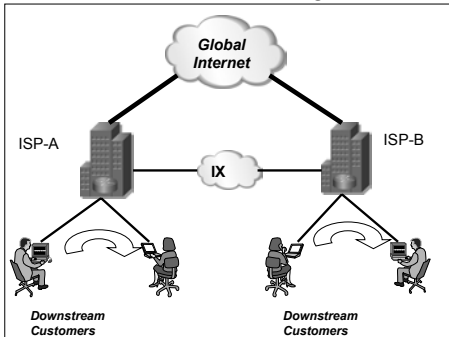 Global
Internet
ISP-A
ISP-B
IX
Downstream
Customers
Downstream
Customers